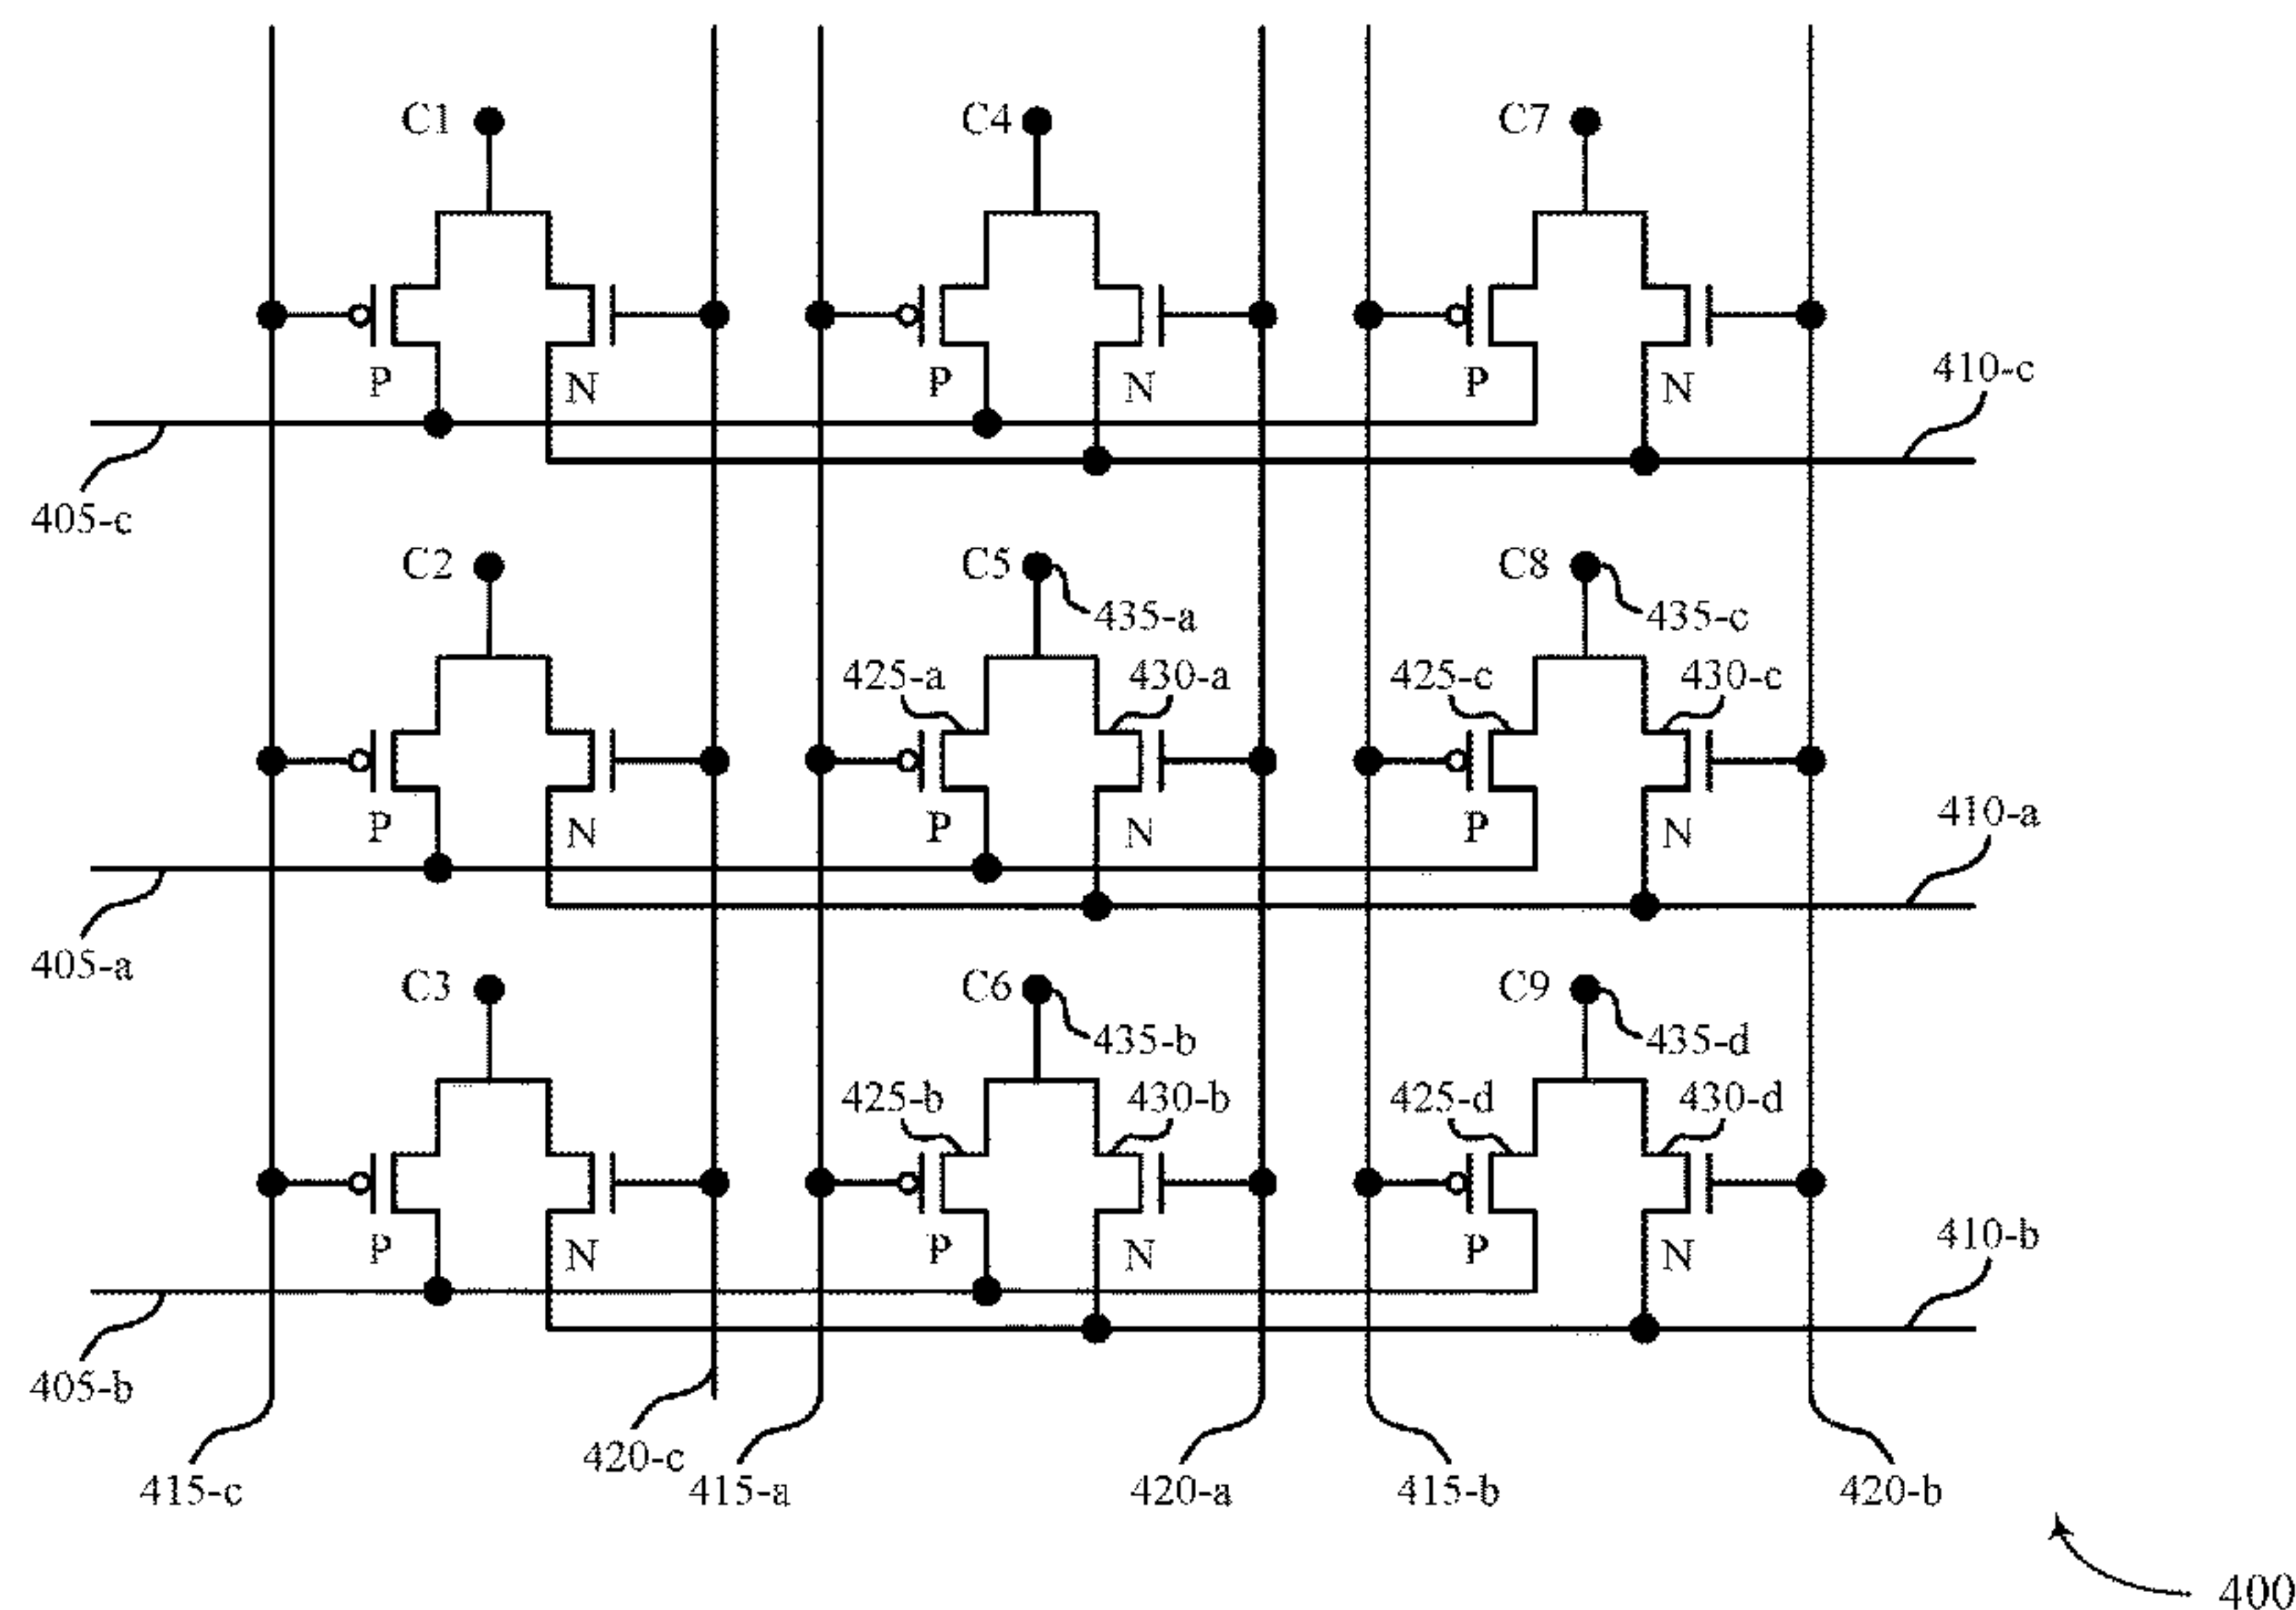 C1 C4 C7
P N P N P N
410-c
405-c
C2 C5 C8
435-a 435-c
425-a 430-a 425-c 430-c
P N P N P N
410-a
405-a
C3 C6 C9
435-b 435-d
425-b 430-b 425-d 430-d
P N P N P N
410-b
405-b
420-c
415-c 415-a 420-a 415-b 420-b
400